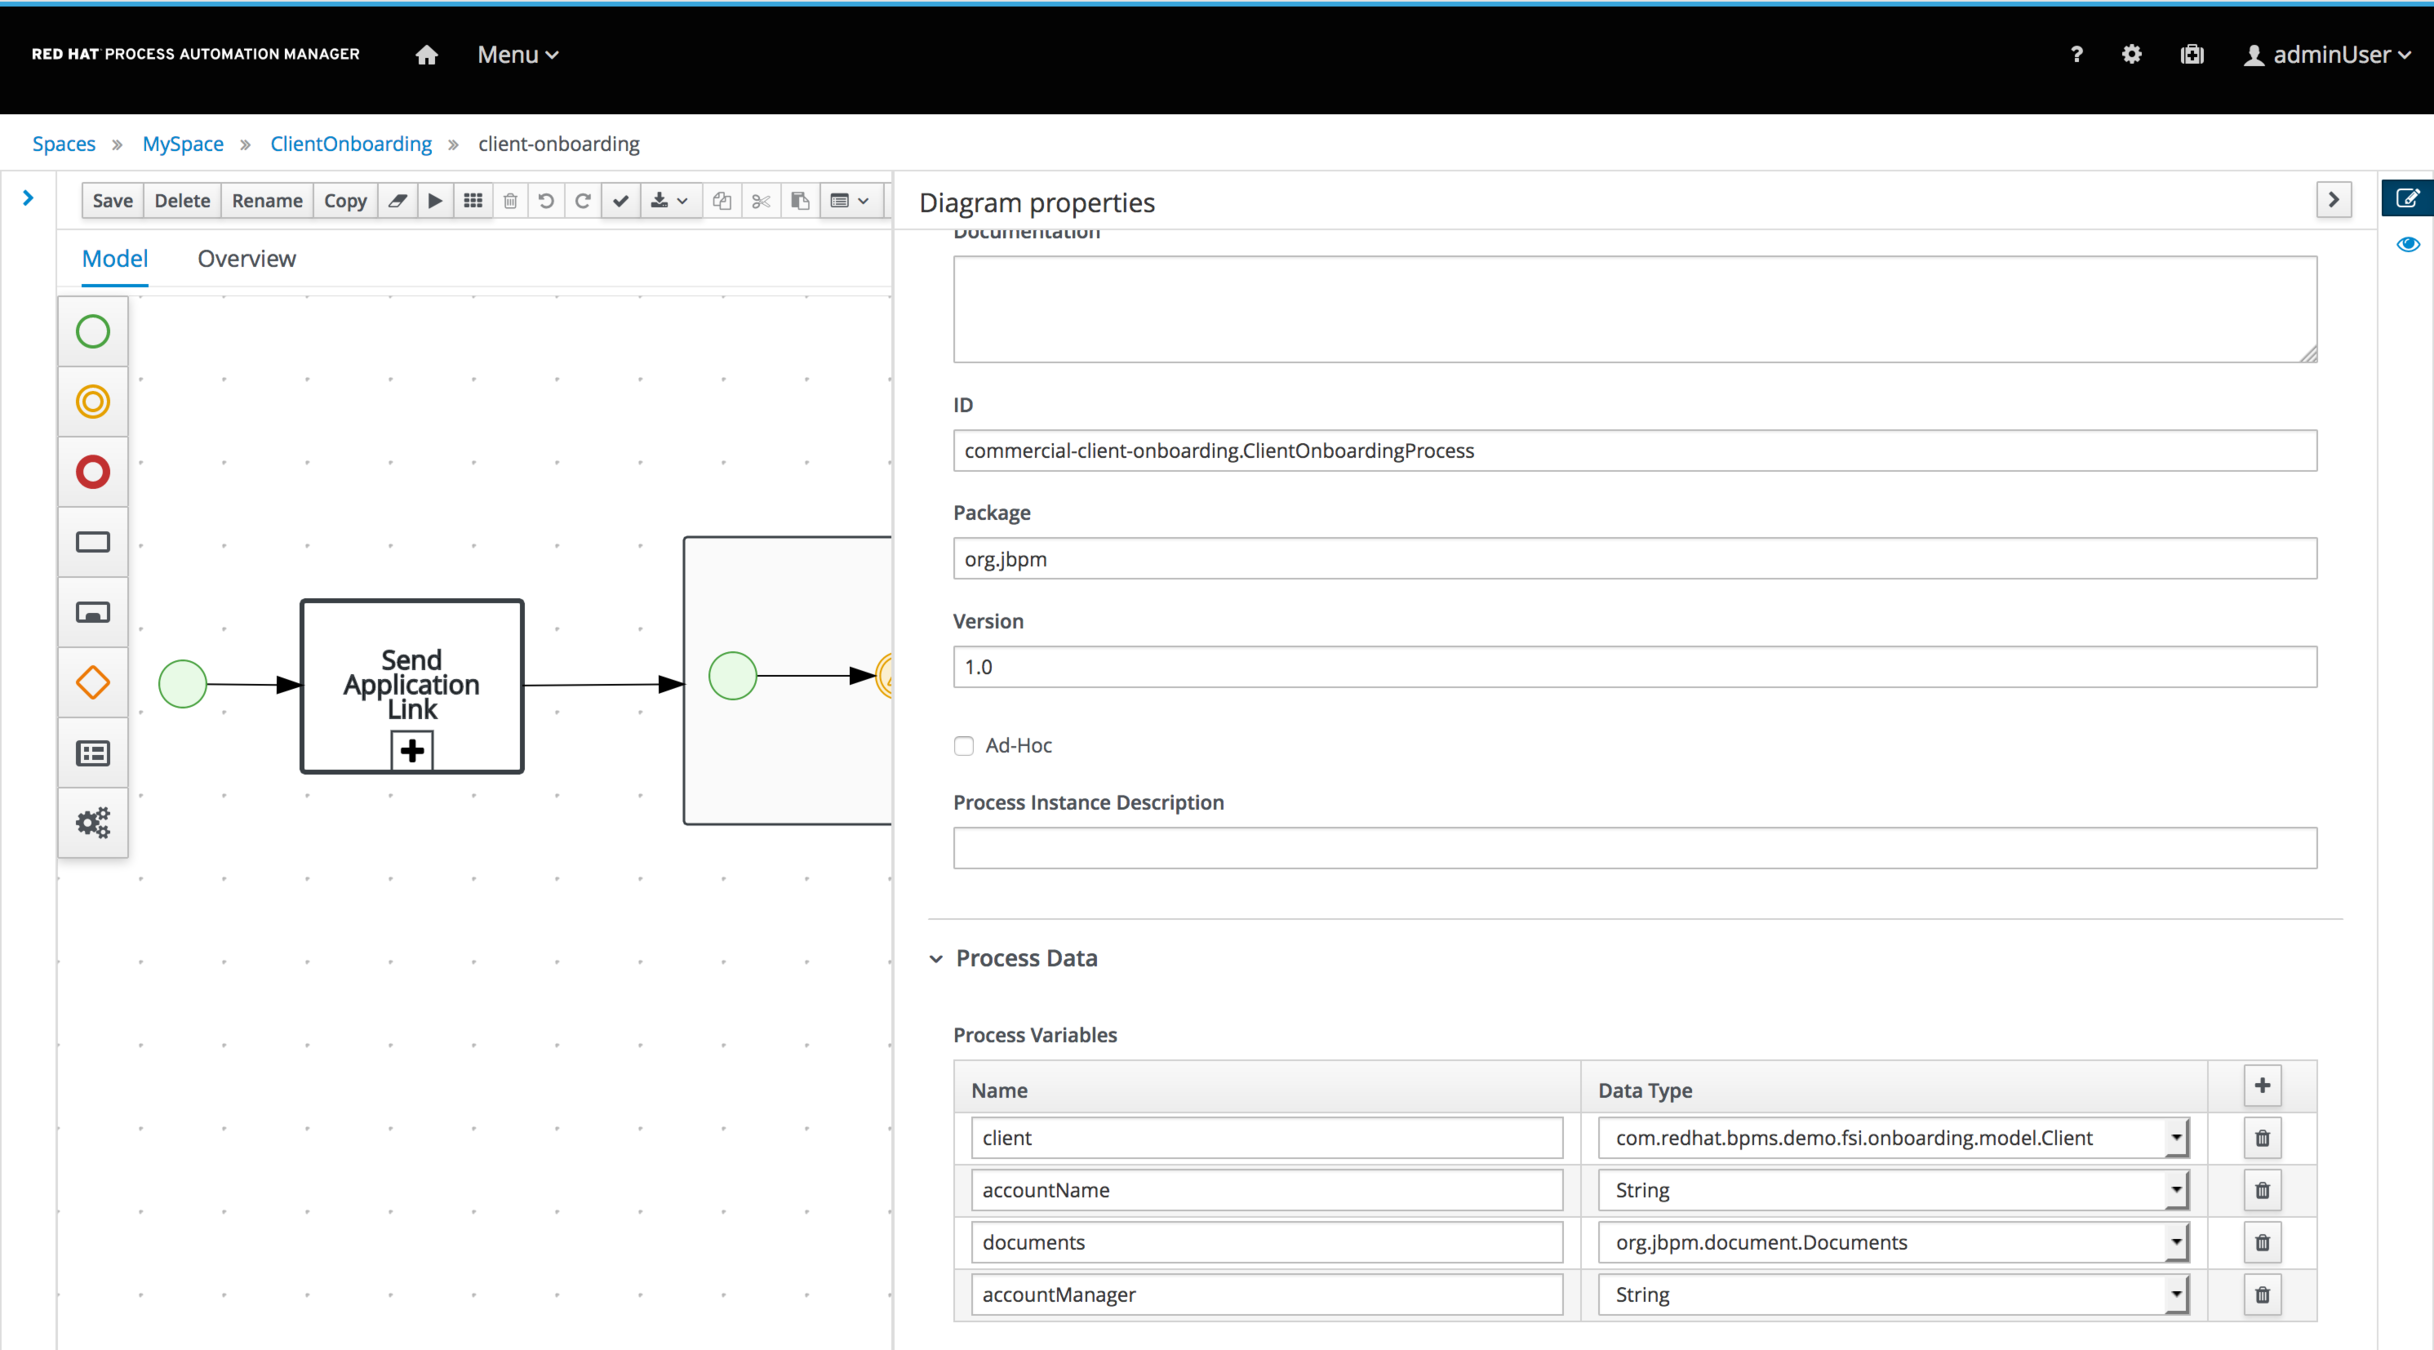 RED HAT PROCESS AUTOMATION MANAGER
Menu
?
adminUser
Spaces » MySpace » ClientOnboarding » client-onboarding
Save
Delete
Rename
Copy
Diagram properties
Model
Overview
Documentation
ID
commercial-client-onboarding.ClientOnboardingProcess
Package
org.jbpm
Version
1.0
Ad-Hoc
Process Instance Description
Send
Application
Link
Process Data
Process Variables
Name
Data Type
client
com.redhat.bpms.demo.fsi.onboarding.model.Client
accountName
String
documents
org.jbpm.document.Documents
accountManager
String